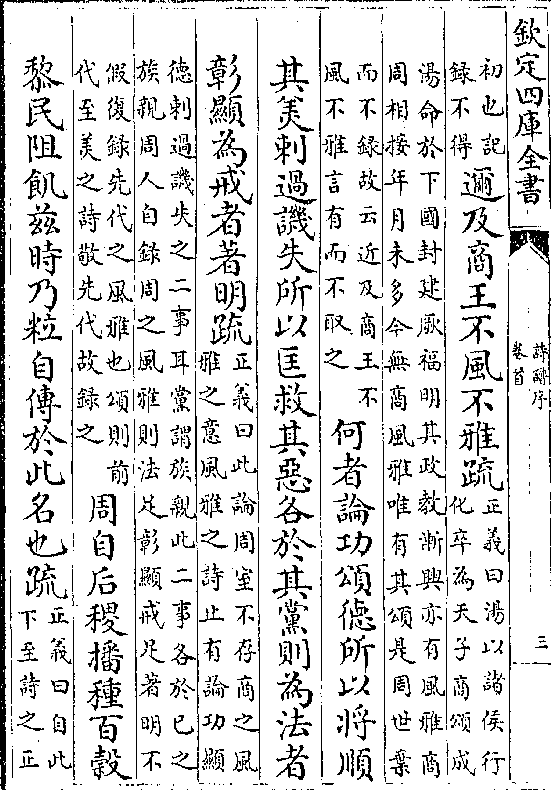 欽定四庫全書
詩譜序
卷首
三
初也記
録不得
邇及商王不風不雅疏
正義曰湯以諸侯行
化卒為天子商頌成
湯命於下國封建厥福明其政教漸興亦有風雅商
周相接年月未多今無商風雅唯有其頌是周世棄
而不録故云近及商王不
風不雅言有而不取之
何者論功頌德所以將順
其美刺過譏失所以匡救其惡各於其黨則為法者
彰顯為戒者著明疏
正義曰此論周室不存商之風
雅之意風雅之詩止有論功顯
德刺過譏失之二事耳黨謂族親此二事各於己之
族親周人自録周之風雅則法足彰顯戒足著明不
假復録先代之風雅也頌則前
代至美之詩敬先代故録之
周自后稷播種百穀
黎民阻飢茲時乃粒自傳於此名也疏
正義曰自此
下至詩之正